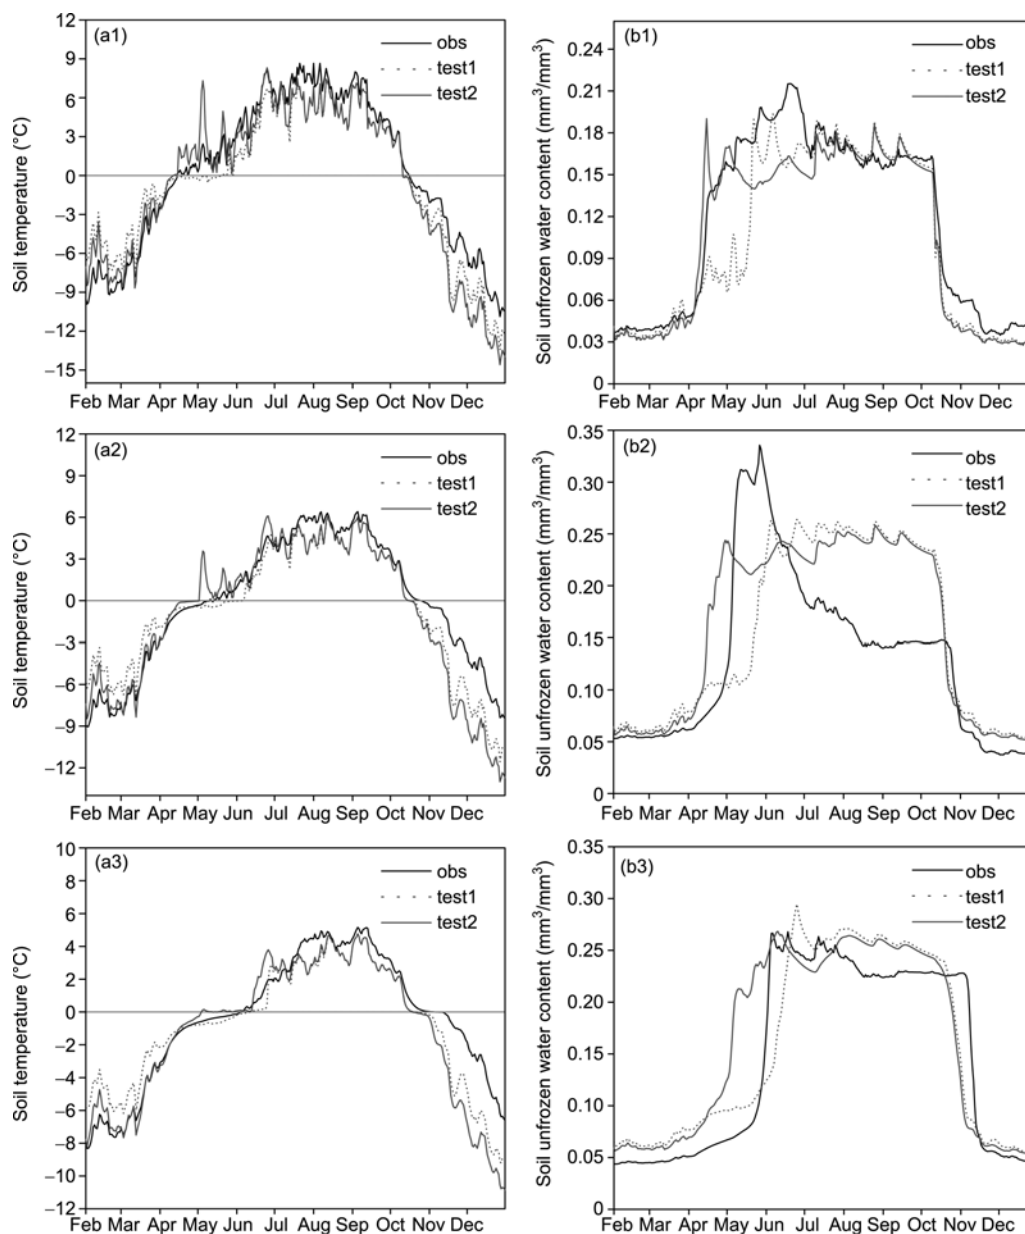 (a1)
obs
test1
test2
Soil temperature (°C)
12
9
6
3
0
−3
−6
−9
−12
−15
Feb Mar Apr May Jun Jul Aug Sep Oct Nov Dec
(b1)
obs
test1
test2
Soil unfrozen water content (mm³/mm³)
0.24
0.21
0.18
0.15
0.12
0.09
0.06
0.03
0
Feb Mar Apr May Jun Jul Aug Sep Oct Nov Dec
(a2)
obs
test1
test2
Soil temperature (°C)
12
9
6
3
0
−3
−6
−9
−12
Feb Mar Apr May Jun Jul Aug Sep Oct Nov Dec
(b2)
obs
test1
test2
Soil unfrozen water content (mm³/mm³)
0.35
0.30
0.25
0.20
0.15
0.10
0.05
0
Feb Mar Apr May Jun Jul Aug Sep Oct Nov Dec
(a3)
obs
test1
test2
Soil temperature (°C)
10
8
6
4
2
0
−2
−4
−6
−8
−10
−12
Feb Mar Apr May Jun Jul Aug Sep Oct Nov Dec
(b3)
obs
test1
test2
Soil unfrozen water content (mm³/mm³)
0.35
0.30
0.25
0.20
0.15
0.10
0.05
0
Feb Mar Apr May Jun Jul Aug Sep Oct Nov Dec